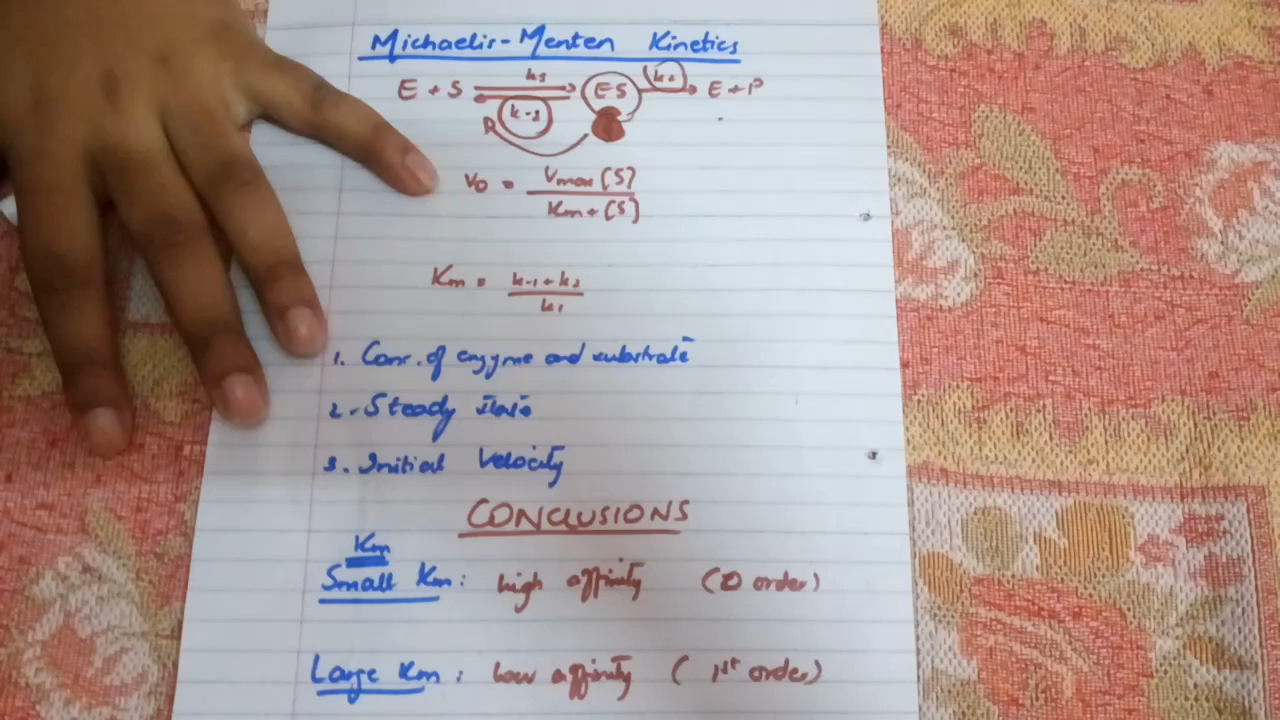 Michaelis-Menten Kinetics
k1
E + S ⇌ E-S → E + P
k-1
k2
V0 = Vmax [S]
Km + [S]
Km = k-1 + k2
k1
1. Conc. of enzyme and substrate
2. Steady state
3. Initial Velocity
CONCLUSIONS
Km
Small Km: high affinity (0 order)
Large Km: low affinity (1st order)